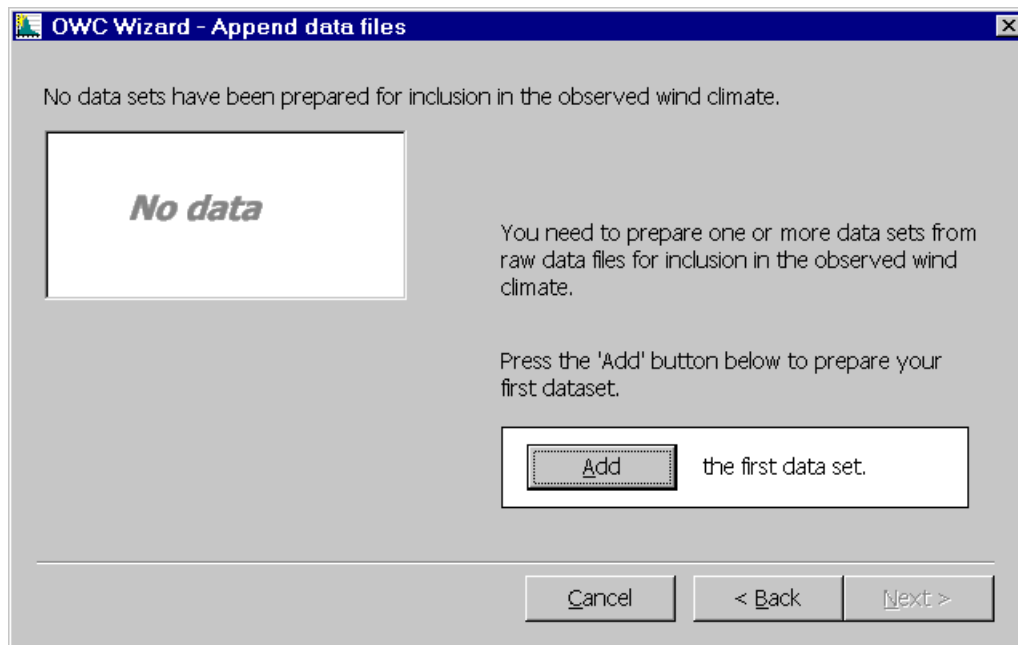 OWC Wizard - Append data files
No data sets have been prepared for inclusion in the observed wind climate.
No data
You need to prepare one or more data sets from
raw data files for inclusion in the observed wind
climate.
Press the 'Add' button below to prepare your
first dataset.
Add the first data set.
Cancel < Back Next >